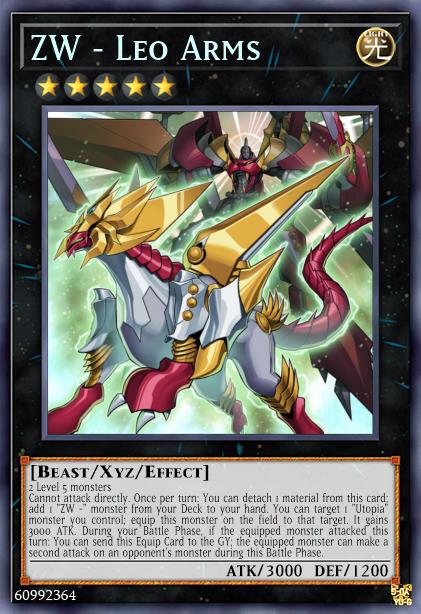 ZW - Leo Arms
LIGHT
光
[Beast/Xyz/Effect]
2 Level 5 monsters
Cannot attack directly. Once per turn: You can detach 1 material from this card;
add 1 "ZW -" monster from your Deck to your hand. You can target 1 "Utopia"
monster you control; equip this monster on the field to that target. It gains
3000 ATK. During your Battle Phase, if the equipped monster attacked this
turn: You can send this Equip Card to the GY; the equipped monster can make a
second attack on an opponent's monster during this Battle Phase.
ATK/3000 DEF/1200
60992364